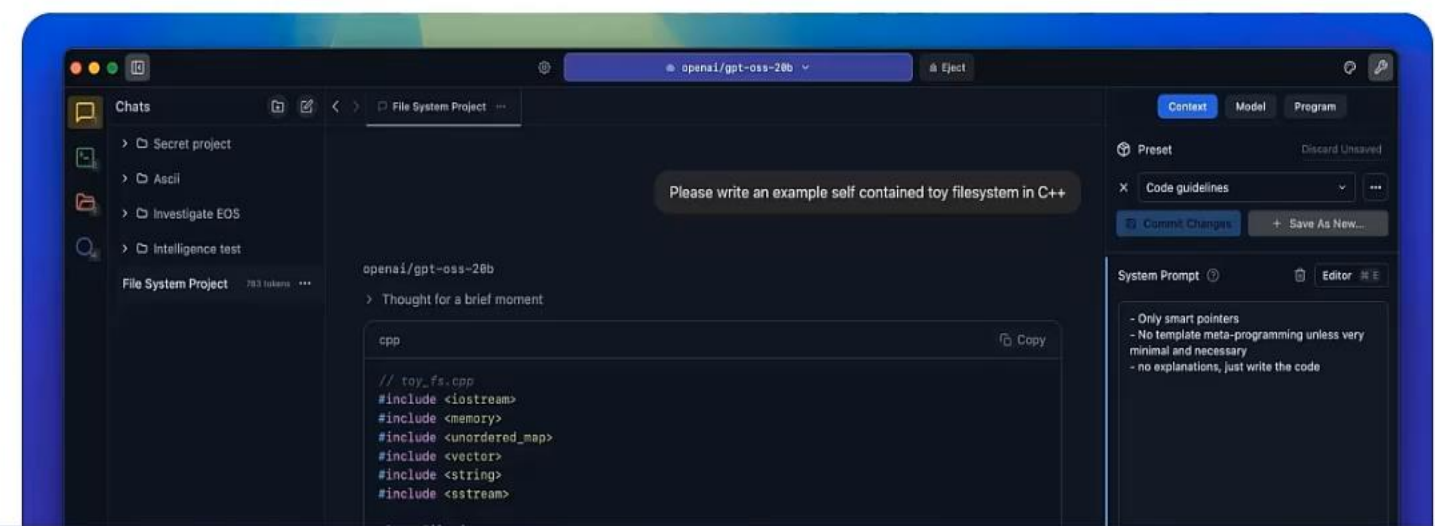 openai/gpt-oss-20b
Eject
Chats
File System Project ...
Context Model Program
Secret project
Ascii
Investigate EOS
Intelligence test
File System Project 783 tokens ...
Please write an example self contained toy filesystem in C++
openai/gpt-oss-20b
Thought for a brief moment
cpp
Copy
// toy_fs.cpp
#include <iostream>
#include <memory>
#include <unordered_map>
#include <vector>
#include <string>
#include <sstream>
Preset Discard Unsaved
Code guidelines
Commit Changes + Save As New...
System Prompt Editor ⌘ E
- Only smart pointers
- No template meta-programming unless very
minimal and necessary
- no explanations, just write the code